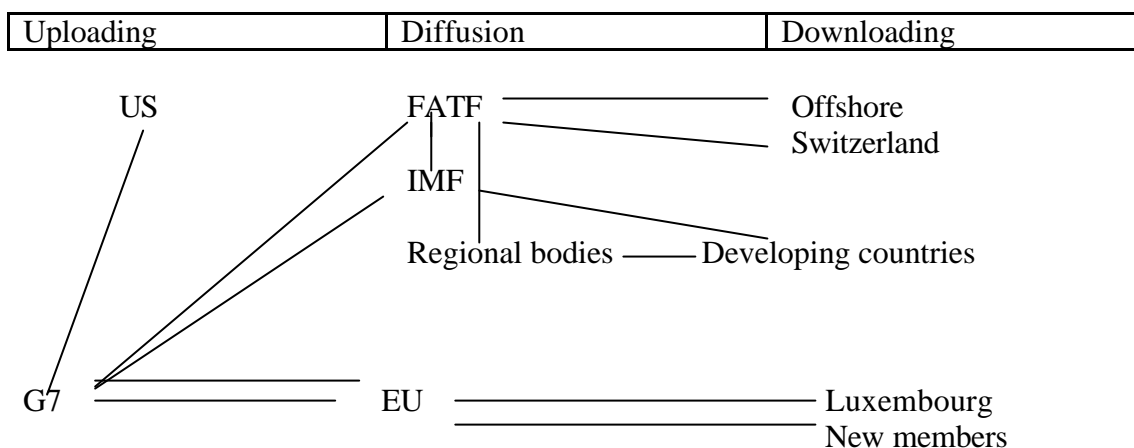 Uploading Diffusion Downloading
US FATF Offshore
Switzerland
IMF
Regional bodies Developing countries
G7 EU Luxembourg
New members